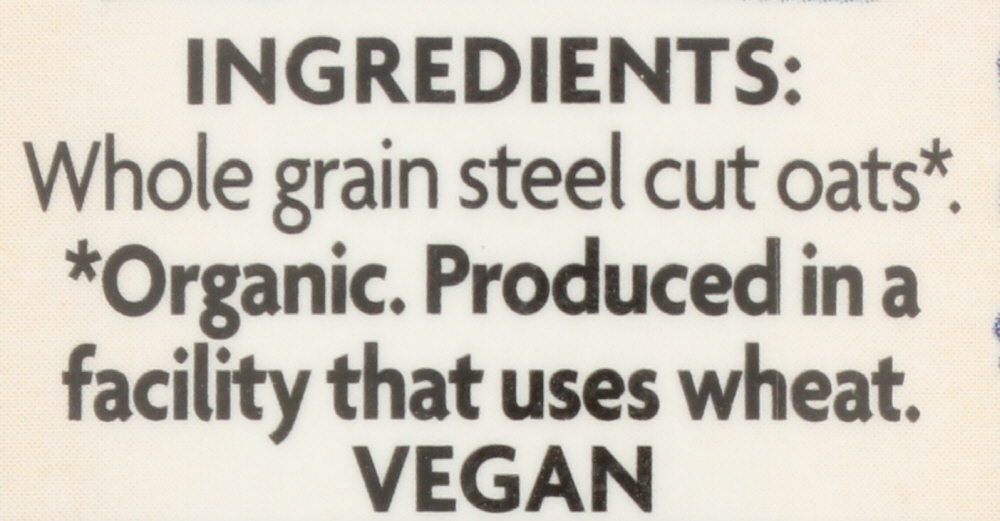 INGREDIENTS:
Whole grain steel cut oats*.
*Organic. Produced in a
facility that uses wheat.
VEGAN